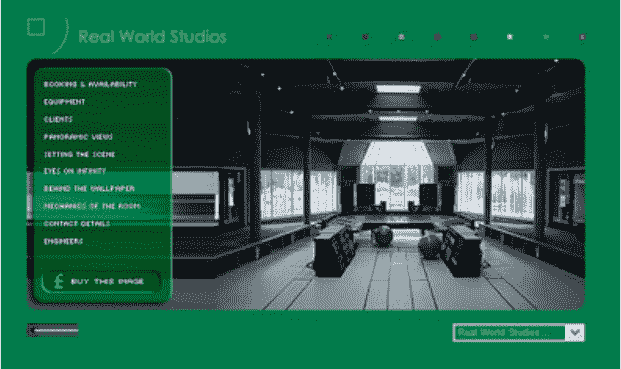 Real World Studios
BOOKING & AVAILABILITY
EQUIPMENT
CLIENTS
PANORAMIC VIEWS
SETTING THE SCENE
EYES ON INFINITY
BEHIND THE WALLPAPER
MECHANICS OF THE ROOM
CONTACT DETAILS
ENGINEERS
£ BUY THIS IMAGE
Real World Studios ...